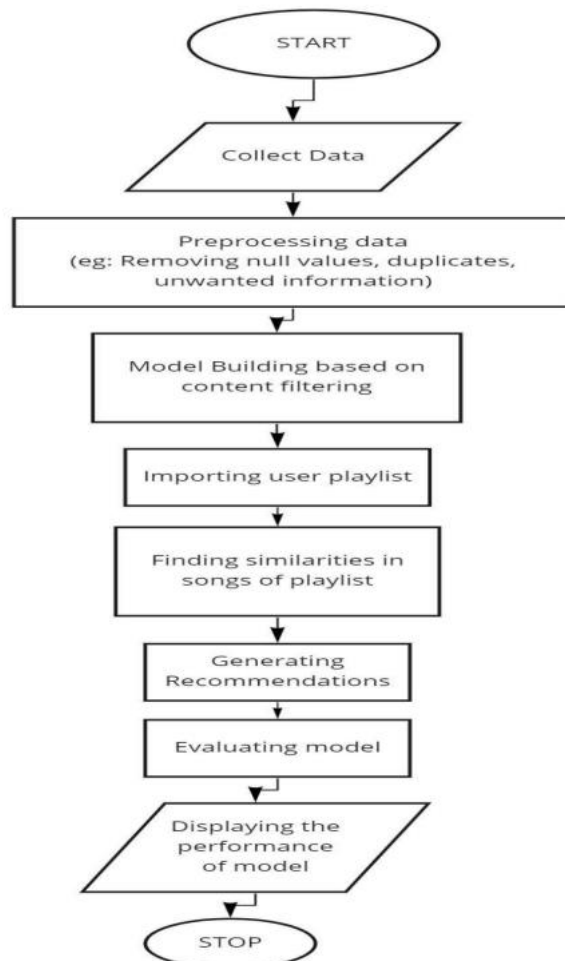 START
Collect Data
Preprocessing data
(eg: Removing null values, duplicates,
unwanted information)
Model Building based on
content filtering
Importing user playlist
Finding similarities in
songs of playlist
Generating
Recommendations
Evaluating model
Displaying the
performance
of model
STOP